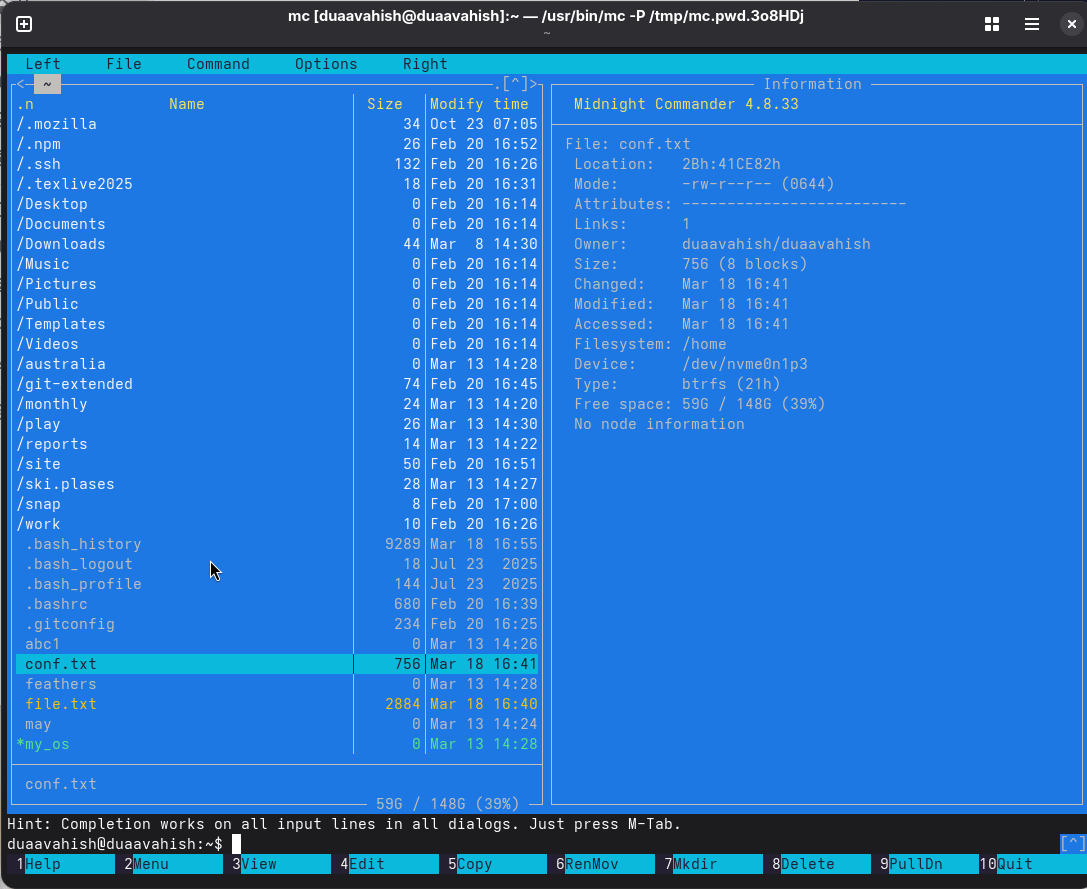 mc [duaavahish@duaavahish]:~ — /usr/bin/mc -P /tmp/mc.pwd.3o8HDj
~
Left File Command Options Right
<─ ~ .[^]>
.n Name Size Modify time
/.mozilla 34 Oct 23 07:05
/.npm 26 Feb 20 16:52
/.ssh 132 Feb 20 16:26
/.texlive2025 18 Feb 20 16:31
/Desktop 0 Feb 20 16:14
/Documents 0 Feb 20 16:14
/Downloads 44 Mar 8 14:30
/Music 0 Feb 20 16:14
/Pictures 0 Feb 20 16:14
/Public 0 Feb 20 16:14
/Templates 0 Feb 20 16:14
/Videos 0 Feb 20 16:14
/australia 0 Mar 13 14:28
/git-extended 74 Feb 20 16:45
/monthly 24 Mar 13 14:20
/play 26 Mar 13 14:30
/reports 14 Mar 13 14:22
/site 50 Feb 20 16:51
/ski.plases 28 Mar 13 14:27
/snap 8 Feb 20 17:00
/work 10 Feb 20 16:26
.bash_history 9289 Mar 18 16:55
.bash_logout 18 Jul 23 2025
.bash_profile 144 Jul 23 2025
.bashrc 680 Feb 20 16:39
.gitconfig 234 Feb 20 16:25
abc1 0 Mar 13 14:26
conf.txt 756 Mar 18 16:41
feathers 0 Mar 13 14:28
file.txt 2884 Mar 18 16:40
may 0 Mar 13 14:24
*my_os 0 Mar 13 14:28
conf.txt
59G / 148G (39%)
Information
Midnight Commander 4.8.33
File: conf.txt
Location: 2Bh:41CE82h
Mode: -rw-r--r-- (0644)
Attributes: -------------------------
Links: 1
Owner: duaavahish/duaavahish
Size: 756 (8 blocks)
Changed: Mar 18 16:41
Modified: Mar 18 16:41
Accessed: Mar 18 16:41
Filesystem: /home
Device: /dev/nvme0n1p3
Type: btrfs (21h)
Free space: 59G / 148G (39%)
No node information
Hint: Completion works on all input lines in all dialogs. Just press M-Tab.
duaavahish@duaavahish:~$ [^]
1Help 2Menu 3View 4Edit 5Copy 6RenMov 7Mkdir 8Delete 9PullDn 10Quit